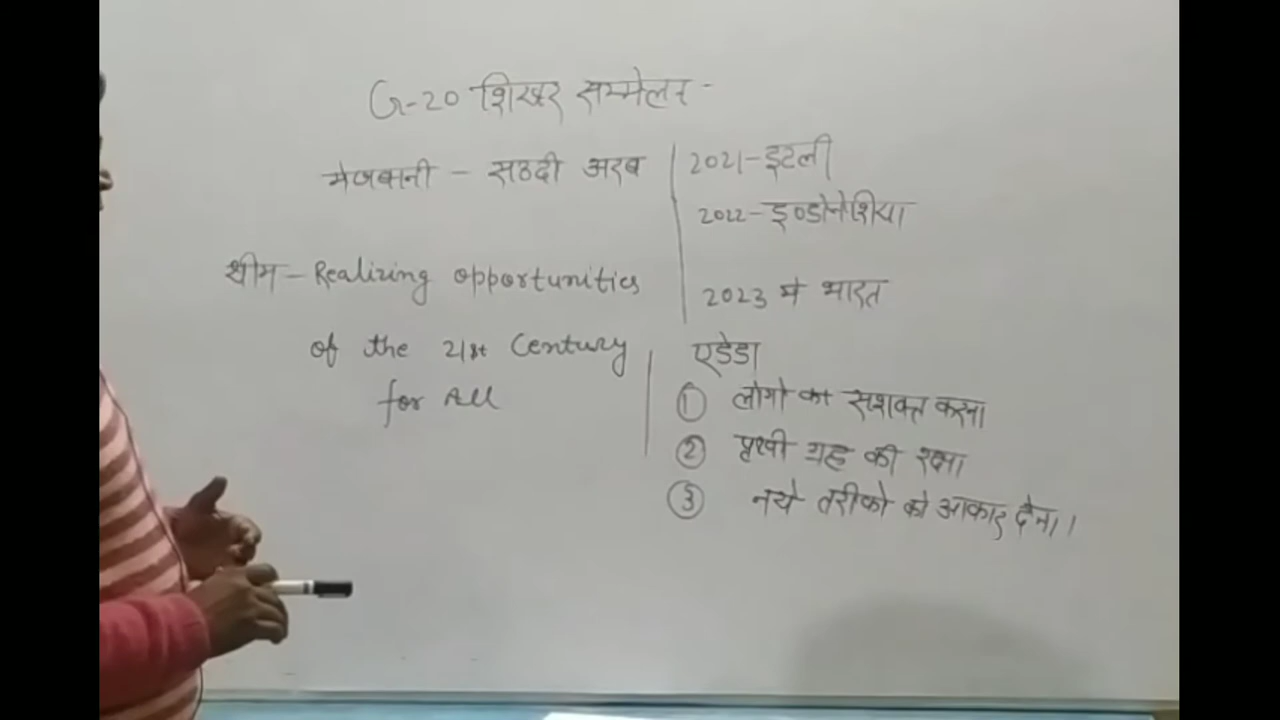 G-20 शिखर सम्मेलन -
मेजबानी - सऊदी अरब
थीम - Realizing opportunities
of the 21st Century
for All
2021-इटली
2022-इण्डोनेशिया
2023 मे भारत
एडेडा
① लोगो का सशक्त करना
② पृथ्वी ग्रह की रक्षा
③ नये तरीको को आकार देना।